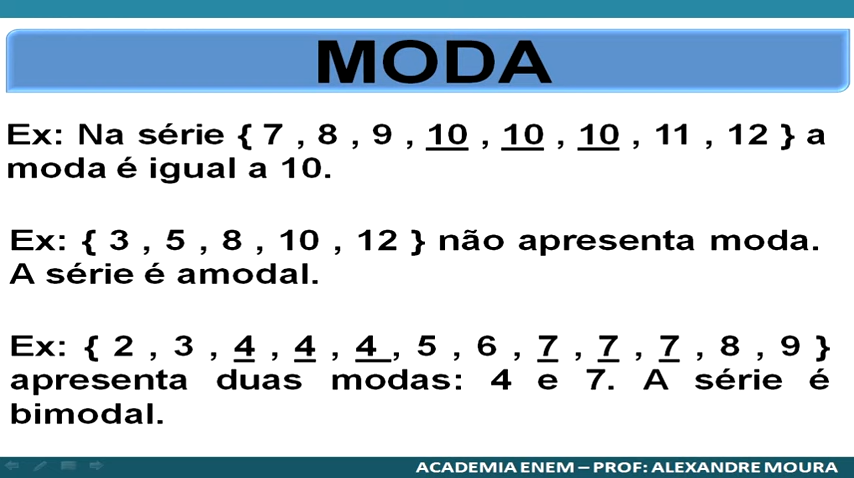 MODA
Ex: Na série { 7 , 8 , 9 , 10 , 10 , 10 , 11 , 12 } a
moda é igual a 10.
Ex: { 3 , 5 , 8 , 10 , 12 } não apresenta moda.
A série é amodal.
Ex: { 2 , 3 , 4 , 4 , 4 , 5 , 6 , 7 , 7 , 7 , 8 , 9 }
apresenta duas modas: 4 e 7. A série é
bimodal.
ACADEMIA ENEM – PROF: ALEXANDRE MOURA